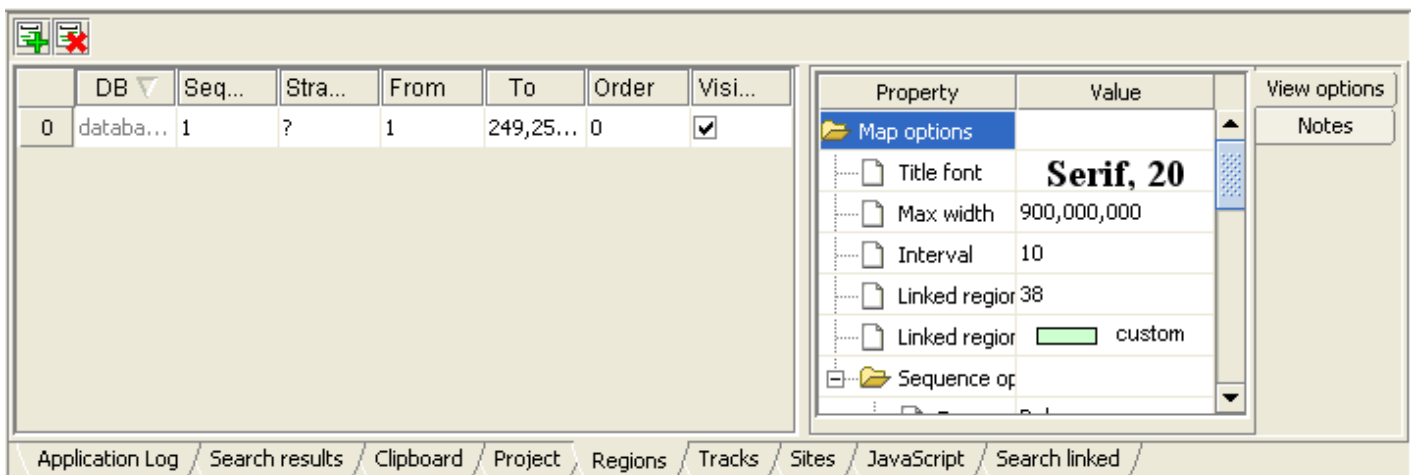 DB Seq... Stra... From To Order Visi...
0 databa... 1 ? 1 249,25... 0
Property Value
Map options
Title font Serif, 20
Max width 900,000,000
Interval 10
Linked region 38
Linked region custom
Sequence op
View options
Notes
Application Log Search results Clipboard Project Regions Tracks Sites JavaScript Search linked